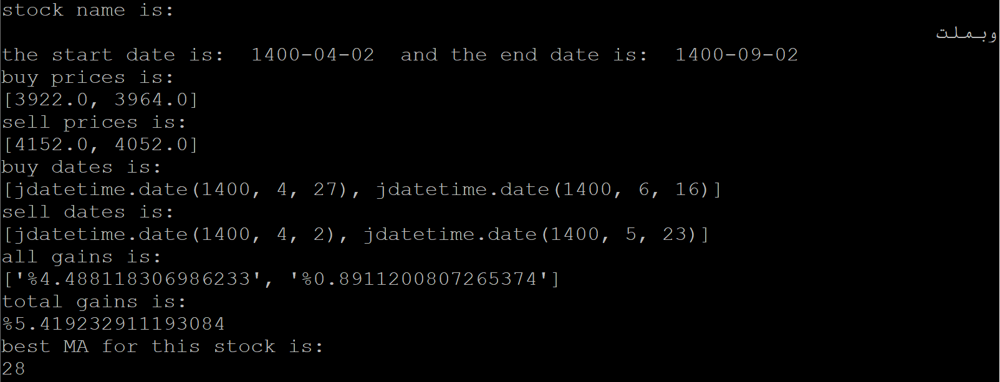 stock name is:
وبملت
the start date is:  1400-04-02  and the end date is:  1400-09-02
buy prices is:
[3922.0, 3964.0]
sell prices is:
[4152.0, 4052.0]
buy dates is:
[jdatetime.date(1400, 4, 27), jdatetime.date(1400, 6, 16)]
sell dates is:
[jdatetime.date(1400, 4, 2), jdatetime.date(1400, 5, 23)]
all gains is:
['%4.488118306986233', '%0.8911200807265374']
total gains is:
%5.419232911193084
best MA for this stock is:
28